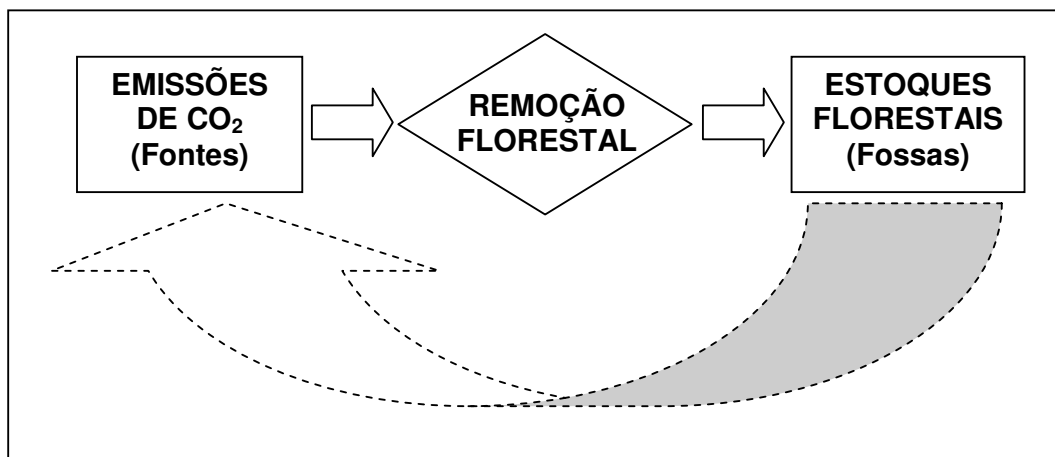 EMISSÕES
DE CO₂
(Fontes)
REMOÇÃO
FLORESTAL
ESTOQUES
FLORESTAIS
(Fossas)